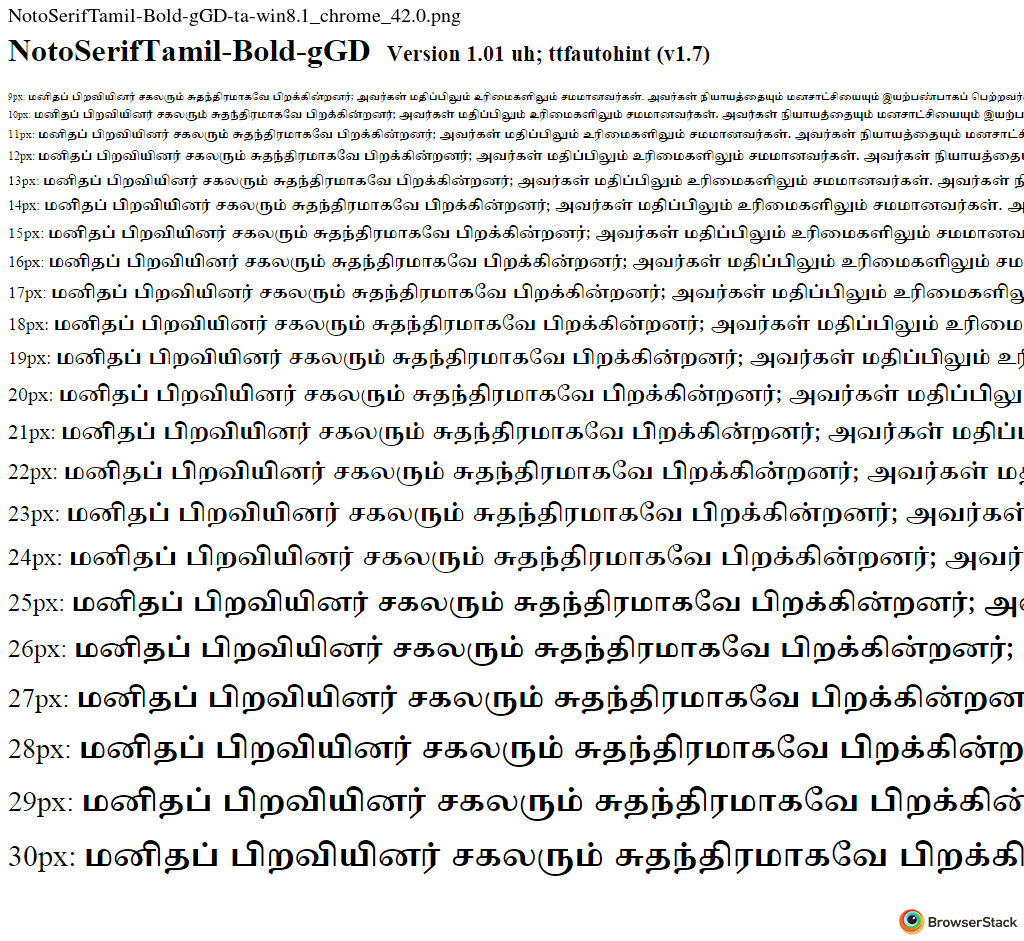 NotoSerifTamil-Bold-gGD-ta-win8.1_chrome_42.0.png
NotoSerifTamil-Bold-gGD Version 1.01 uh; ttfautohint (v1.7)
9px: மனிதப் பிறவியினர் சகலரும் சுதந்திரமாகவே பிறக்கின்றனர்; அவர்கள் மதிப்பிலும் உரிமைகளிலும் சமமானவர்கள். அவர்கள் நியாயத்தையும் மனசாட்சியையும் இயற்பண்பாகப்
10px: மனிதப் பிறவியினர் சகலரும் சுதந்திரமாகவே பிறக்கின்றனர்; அவர்கள் மதிப்பிலும் உரிமைகளிலும் சமமானவர்கள். அவர்கள் நியாயத்தையும் மனசாட்சியையும்
11px: மனிதப் பிறவியினர் சகலரும் சுதந்திரமாகவே பிறக்கின்றனர்; அவர்கள் மதிப்பிலும் உரிமைகளிலும் சமமானவர்கள். அவர்கள் நியாயத்தையும்
12px: மனிதப் பிறவியினர் சகலரும் சுதந்திரமாகவே பிறக்கின்றனர்; அவர்கள் மதிப்பிலும் உரிமைகளிலும் சமமானவர்கள். அவர்கள்
13px: மனிதப் பிறவியினர் சகலரும் சுதந்திரமாகவே பிறக்கின்றனர்; அவர்கள் மதிப்பிலும் உரிமைகளிலும் சமமானவர்கள். அவர்கள்
14px: மனிதப் பிறவியினர் சகலரும் சுதந்திரமாகவே பிறக்கின்றனர்; அவர்கள் மதிப்பிலும் உரிமைகளிலும் சமமானவர்கள்.
15px: மனிதப் பிறவியினர் சகலரும் சுதந்திரமாகவே பிறக்கின்றனர்; அவர்கள் மதிப்பிலும் உரிமைகளிலும்
16px: மனிதப் பிறவியினர் சகலரும் சுதந்திரமாகவே பிறக்கின்றனர்; அவர்கள் மதிப்பிலும் உரிமைகளிலும்
17px: மனிதப் பிறவியினர் சகலரும் சுதந்திரமாகவே பிறக்கின்றனர்; அவர்கள் மதிப்பிலும்
18px: மனிதப் பிறவியினர் சகலரும் சுதந்திரமாகவே பிறக்கின்றனர்; அவர்கள் மதிப்பிலும்
19px: மனிதப் பிறவியினர் சகலரும் சுதந்திரமாகவே பிறக்கின்றனர்; அவர்கள் மதிப்பிலும்
20px: மனிதப் பிறவியினர் சகலரும் சுதந்திரமாகவே பிறக்கின்றனர்; அவர்கள்
21px: மனிதப் பிறவியினர் சகலரும் சுதந்திரமாகவே பிறக்கின்றனர்; அவர்கள்
22px: மனிதப் பிறவியினர் சகலரும் சுதந்திரமாகவே பிறக்கின்றனர்; அவர்கள்
23px: மனிதப் பிறவியினர் சகலரும் சுதந்திரமாகவே பிறக்கின்றனர்; அவர்கள்
24px: மனிதப் பிறவியினர் சகலரும் சுதந்திரமாகவே பிறக்கின்றனர்;
25px: மனிதப் பிறவியினர் சகலரும் சுதந்திரமாகவே பிறக்கின்றனர்;
26px: மனிதப் பிறவியினர் சகலரும் சுதந்திரமாகவே பிறக்கின்றனர்;
27px: மனிதப் பிறவியினர் சகலரும் சுதந்திரமாகவே
28px: மனிதப் பிறவியினர் சகலரும் சுதந்திரமாகவே
29px: மனிதப் பிறவியினர் சகலரும் சுதந்திரமாகவே
30px: மனிதப் பிறவியினர் சகலரும் சுதந்திரமாகவே
BrowserStack